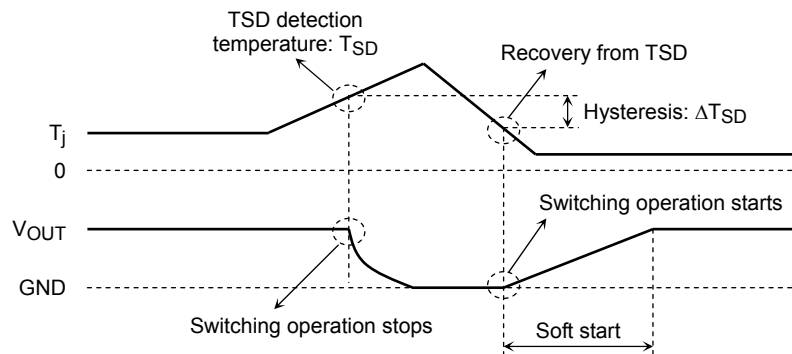 TSD detection
temperature: TSD
Recovery from TSD
Hysteresis: ΔTSD
Tj
0
Switching operation starts
VOUT
GND
Switching operation stops
Soft start